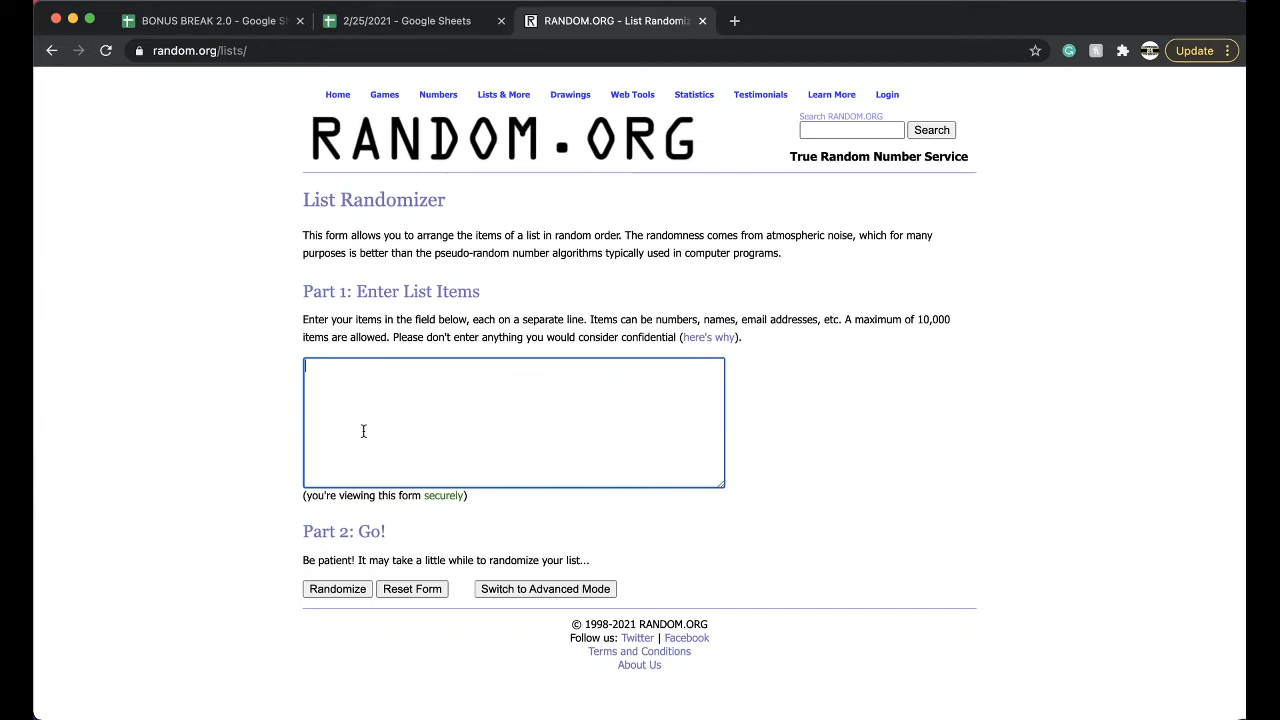 BONUS BREAK 2.0 - Google Sh
2/25/2021 - Google Sheets
RANDOM.ORG - List Randomiz
random.org/lists/
Update
Home Games Numbers Lists & More Drawings Web Tools Statistics Testimonials Learn More Login
RANDOM.ORG
Search RANDOM.ORG
Search
True Random Number Service
List Randomizer
This form allows you to arrange the items of a list in random order. The randomness comes from atmospheric noise, which for many
purposes is better than the pseudo-random number algorithms typically used in computer programs.
Part 1: Enter List Items
Enter your items in the field below, each on a separate line. Items can be numbers, names, email addresses, etc. A maximum of 10,000
items are allowed. Please don't enter anything you would consider confidential (here's why).
(you're viewing this form securely)
Part 2: Go!
Be patient! It may take a little while to randomize your list...
Randomize Reset Form Switch to Advanced Mode
© 1998-2021 RANDOM.ORG
Follow us: Twitter | Facebook
Terms and Conditions
About Us